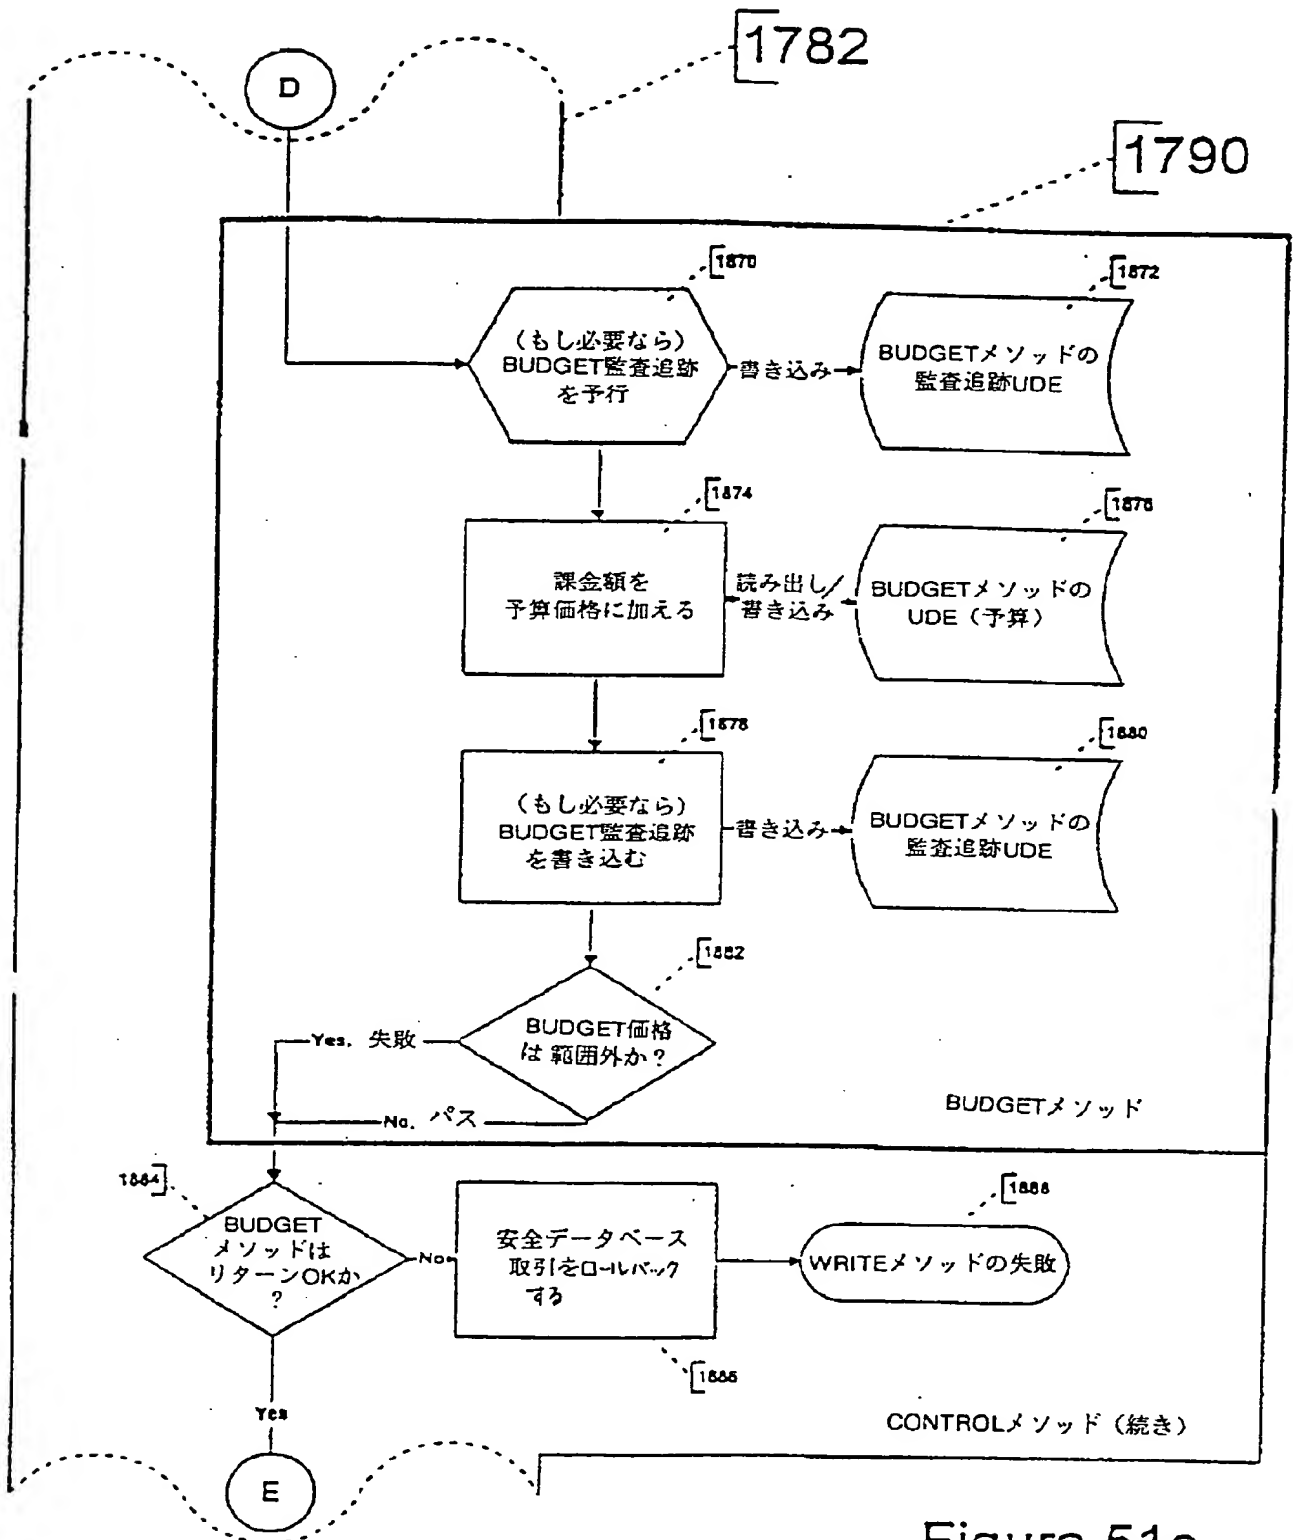 1782
D
1790
1870
(もし必要なら)
BUDGET監査追跡
を予行
書き込み
1872
BUDGETメソッドの
監査追跡UDE
1874
課金額を
予算価格に加える
読み出し/
書き込み
1876
BUDGETメソッドの
UDE(予算)
1878
(もし必要なら)
BUDGET監査追跡
を書き込む
書き込み
1880
BUDGETメソッドの
監査追跡UDE
1882
BUDGET価格
は範囲外か?
Yes, 失敗
No, パス
BUDGETメソッド
1884
BUDGET
メソッドは
リターンOKか
?
No
安全データベース
取引をロールバック
する
1888
WRITEメソッドの失敗
Yes
CONTROLメソッド(続き)
E